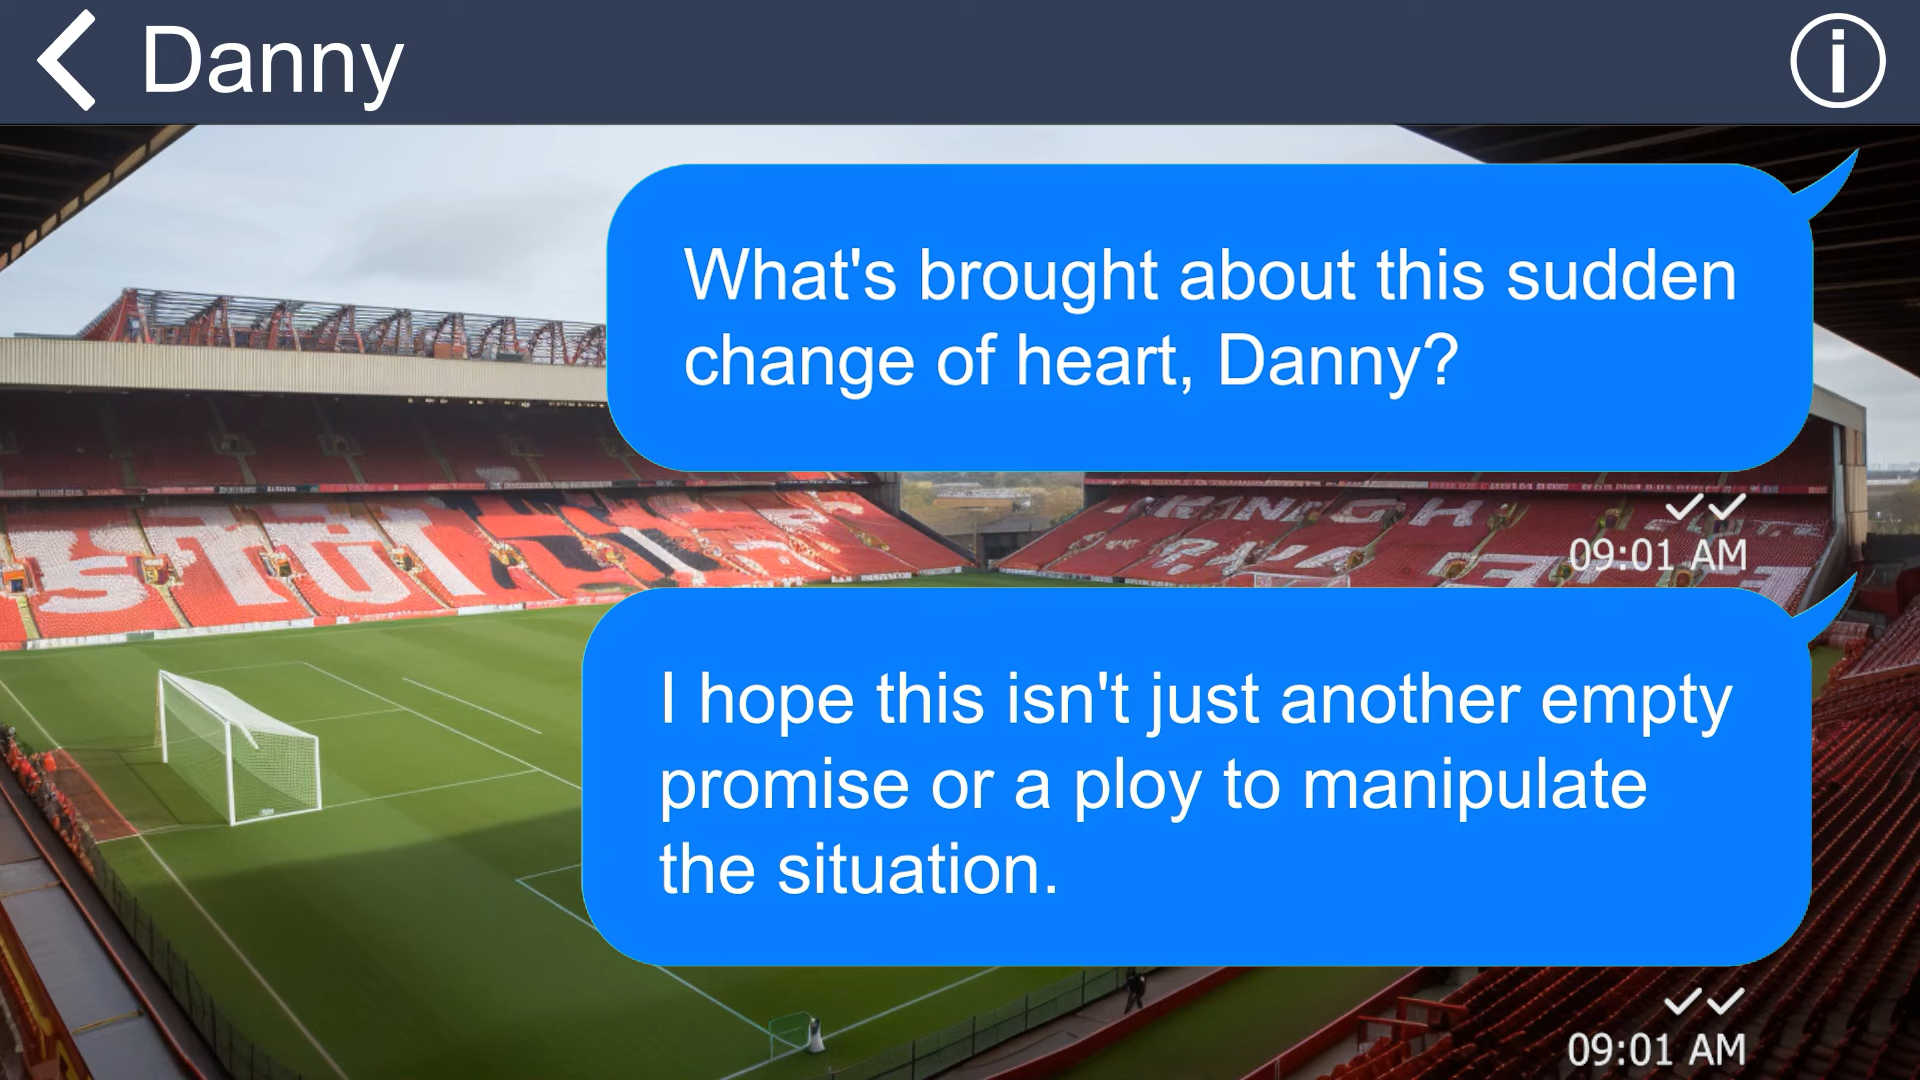 Danny
What's brought about this sudden
change of heart, Danny?
09:01 AM
I hope this isn't just another empty
promise or a ploy to manipulate
the situation.
09:01 AM